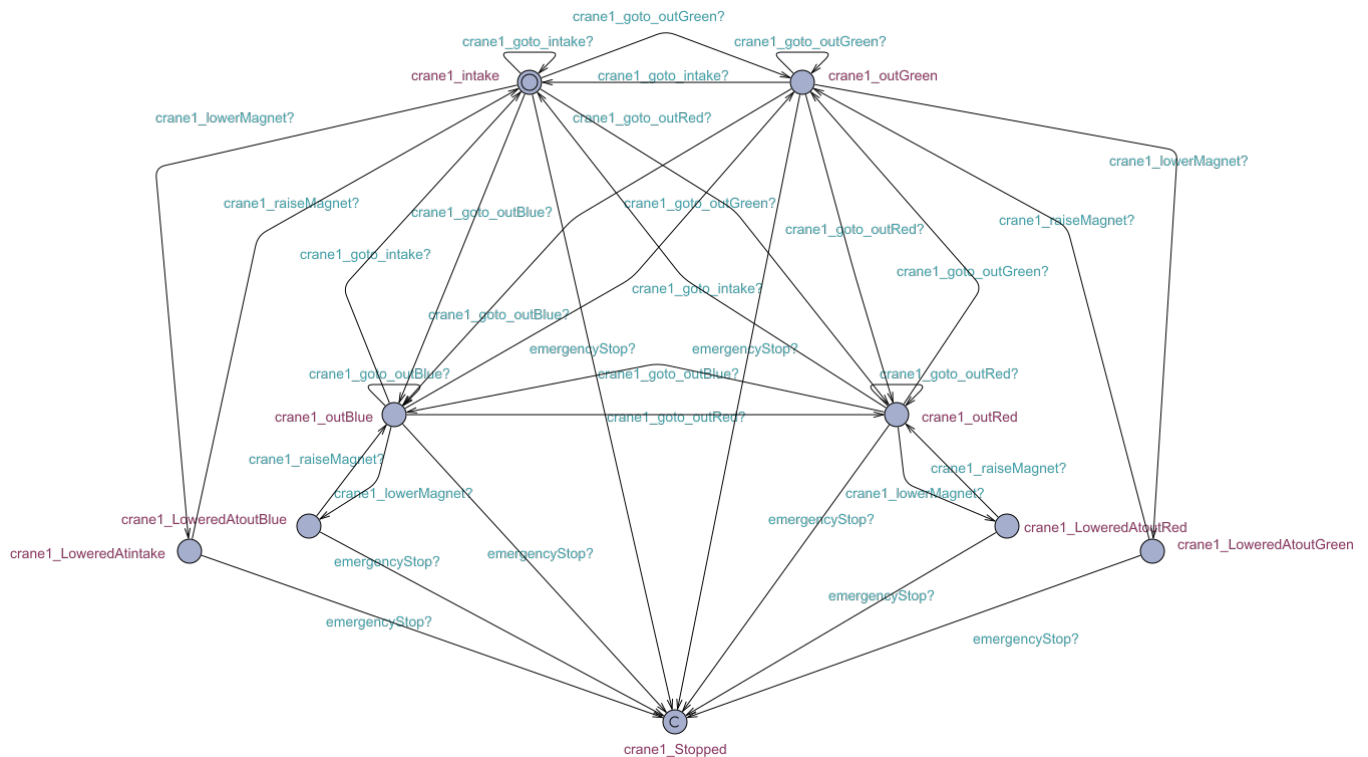 crane1_goto_outGreen?
crane1_goto_intake?
crane1_goto_outGreen?
crane1_intake
crane1_goto_intake?
crane1_outGreen
crane1_lowerMagnet?
crane1_goto_outRed?
crane1_lowerMagnet?
crane1_raiseMagnet?
crane1_goto_outBlue?
crane1_goto_outGreen?
crane1_goto_outRed?
crane1_raiseMagnet?
crane1_goto_intake?
crane1_goto_outGreen?
crane1_goto_intake?
crane1_goto_outBlue?
emergencyStop?
emergencyStop?
crane1_goto_outBlue?
crane1_goto_outBlue?
crane1_goto_outRed?
crane1_outBlue
crane1_goto_outRed?
crane1_outRed
crane1_raiseMagnet?
crane1_raiseMagnet?
crane1_lowerMagnet?
crane1_lowerMagnet?
crane1_LoweredAtoutBlue
emergencyStop?
crane1_LoweredAtoutRed
crane1_LoweredAtintake
emergencyStop?
crane1_LoweredAtoutGreen
emergencyStop?
emergencyStop?
emergencyStop?
emergencyStop?
C
crane1_Stopped